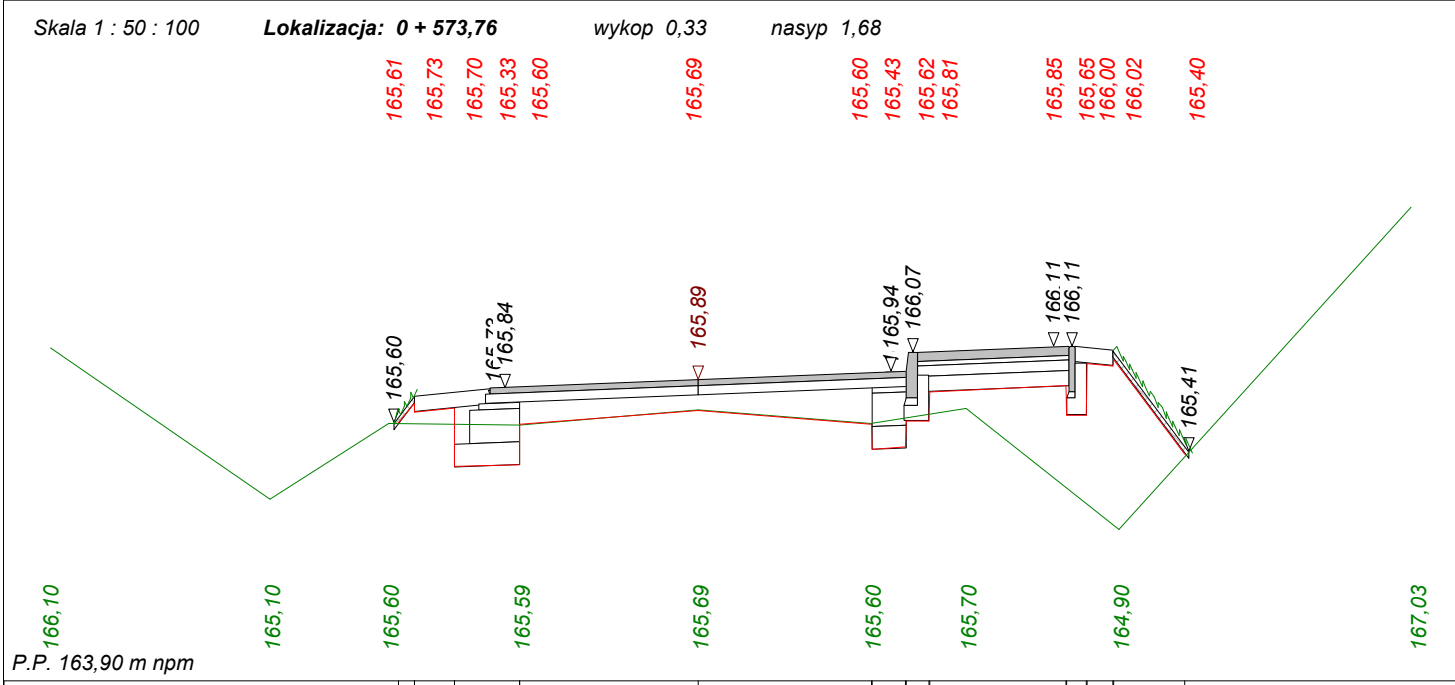 Skala 1 : 50 : 100 Lokalizacja: 0 + 573,76 wykop 0,33 nasyp 1,68
165,61 165,73 165,70 165,33 165,60 165,69 165,60 165,43 165,62 165,81 165,85 165,65 166,00 166,02 165,40
165,60 165,84 165,89 165,94 166,07 166,11 166,11 165,41
166,10 165,10 165,60 165,59 165,69 165,60 165,70 164,90 167,03
P.P. 163,90 m npm